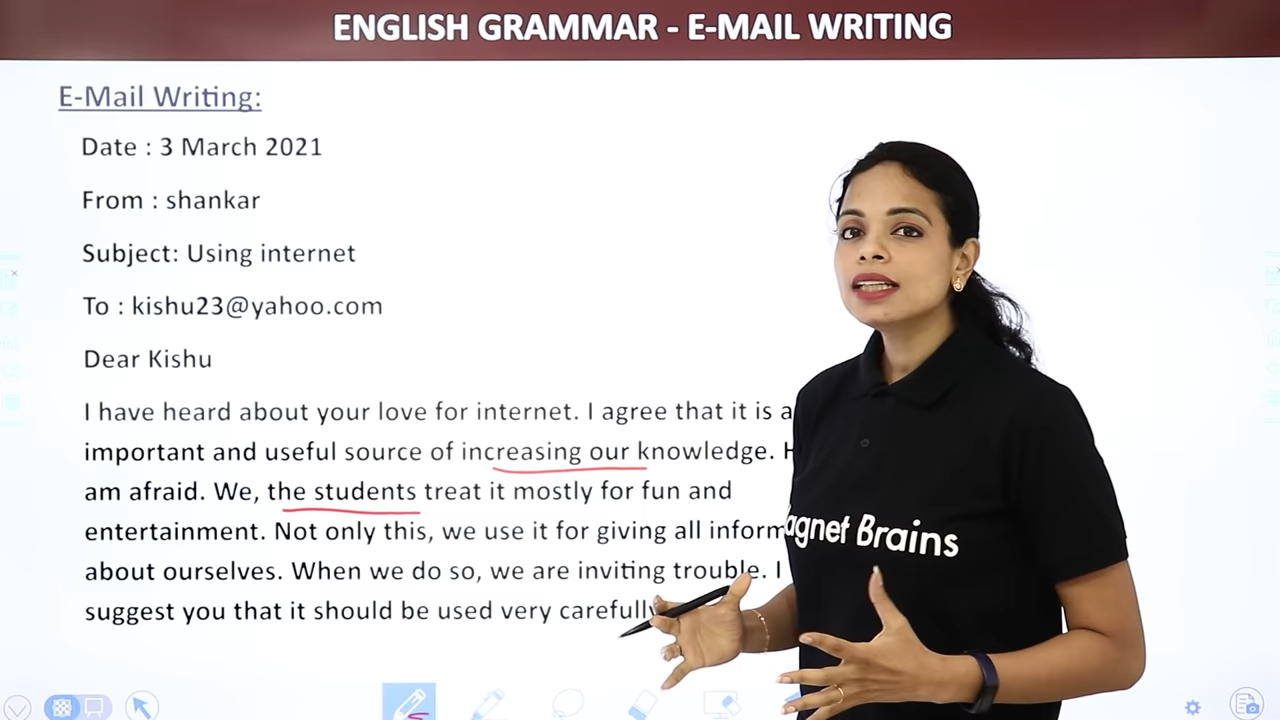 ENGLISH GRAMMAR - E-MAIL WRITING
E-Mail Writing:
Date : 3 March 2021
From : shankar
Subject: Using internet
To : kishu23@yahoo.com
Dear Kishu
I have heard about your love for internet. I agree that it is a
important and useful source of increasing our knowledge.
am afraid. We, the students treat it mostly for fun and
entertainment. Not only this, we use it for giving all
about ourselves. When we do so, we are inviting trouble. I
suggest you that it should be used very carefully
agnet Brains